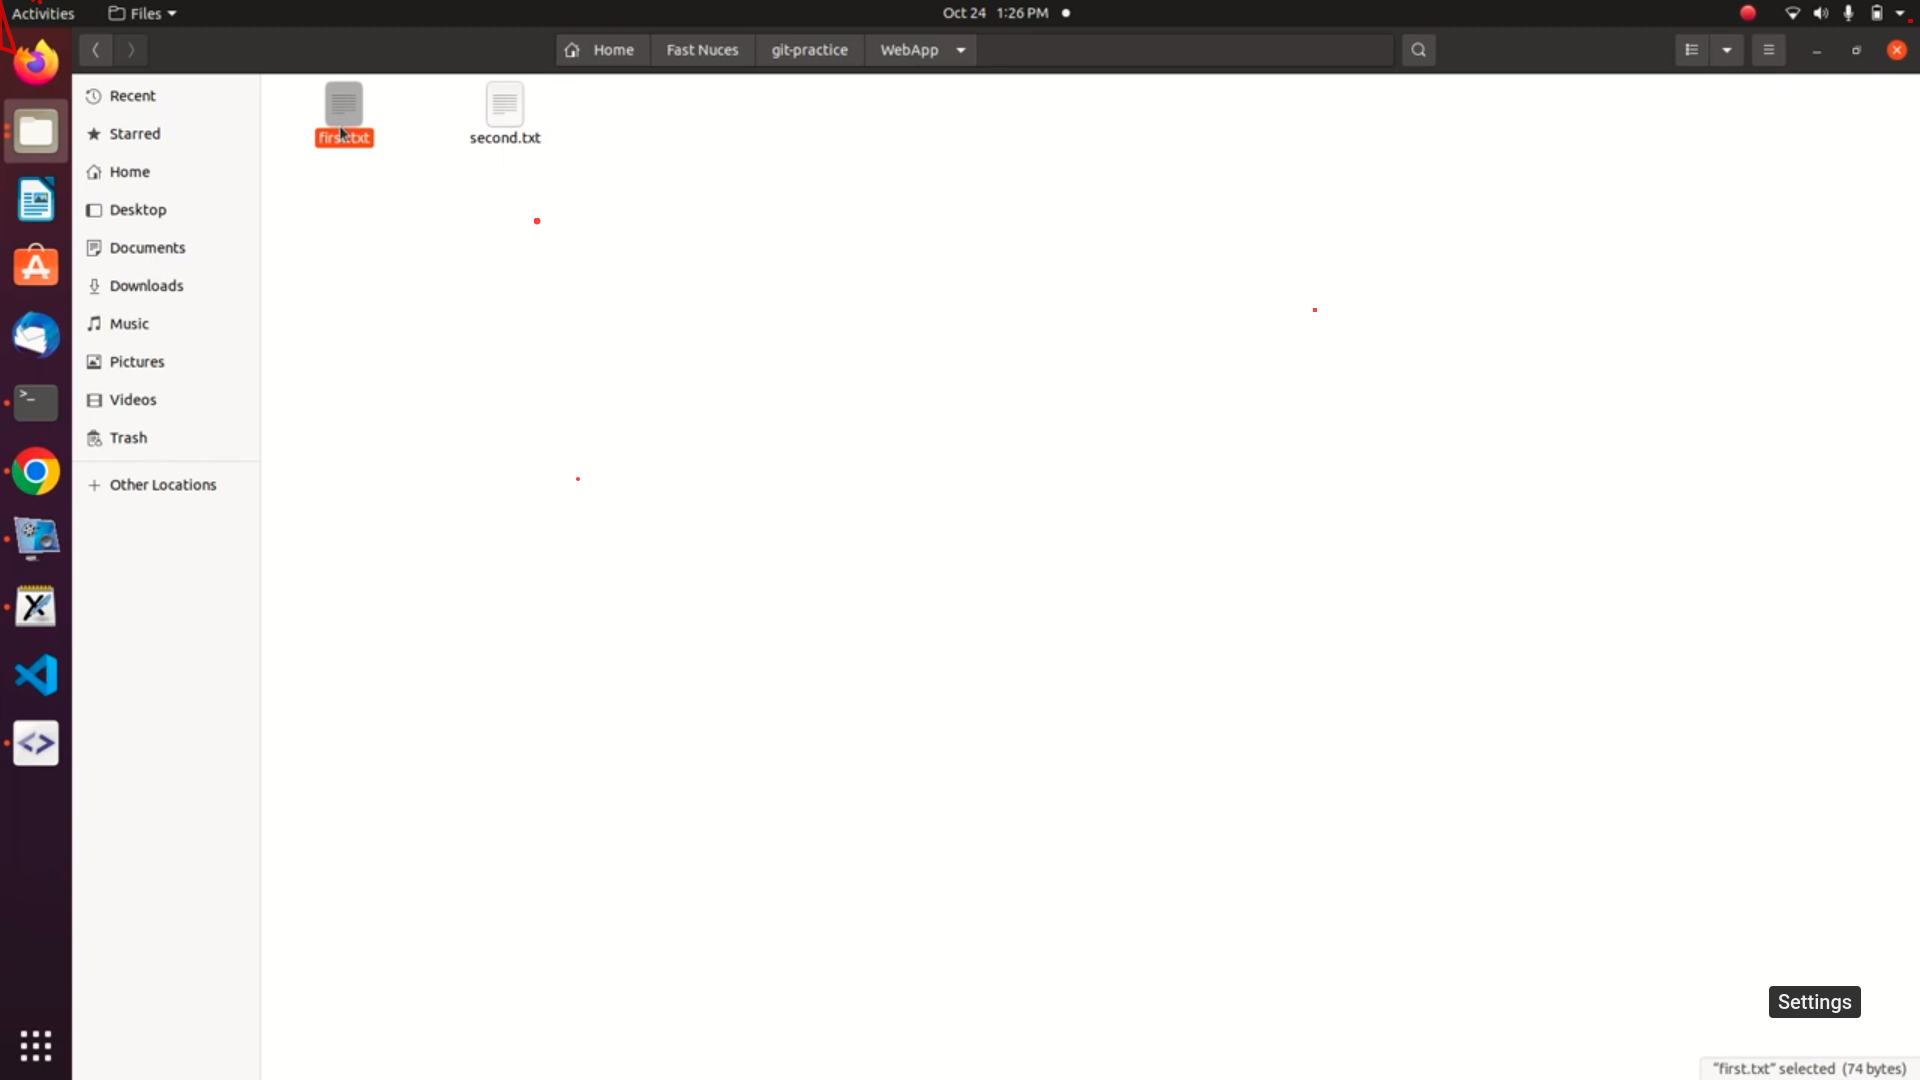 Activities
Files
Oct 24 1:26 PM
Home
Fast Nuces
git-practice
WebApp
Recent
Starred
Home
Desktop
Documents
Downloads
Music
Pictures
Videos
Trash
Other Locations
first.txt
second.txt
Settings
"first.txt" selected (74 bytes)